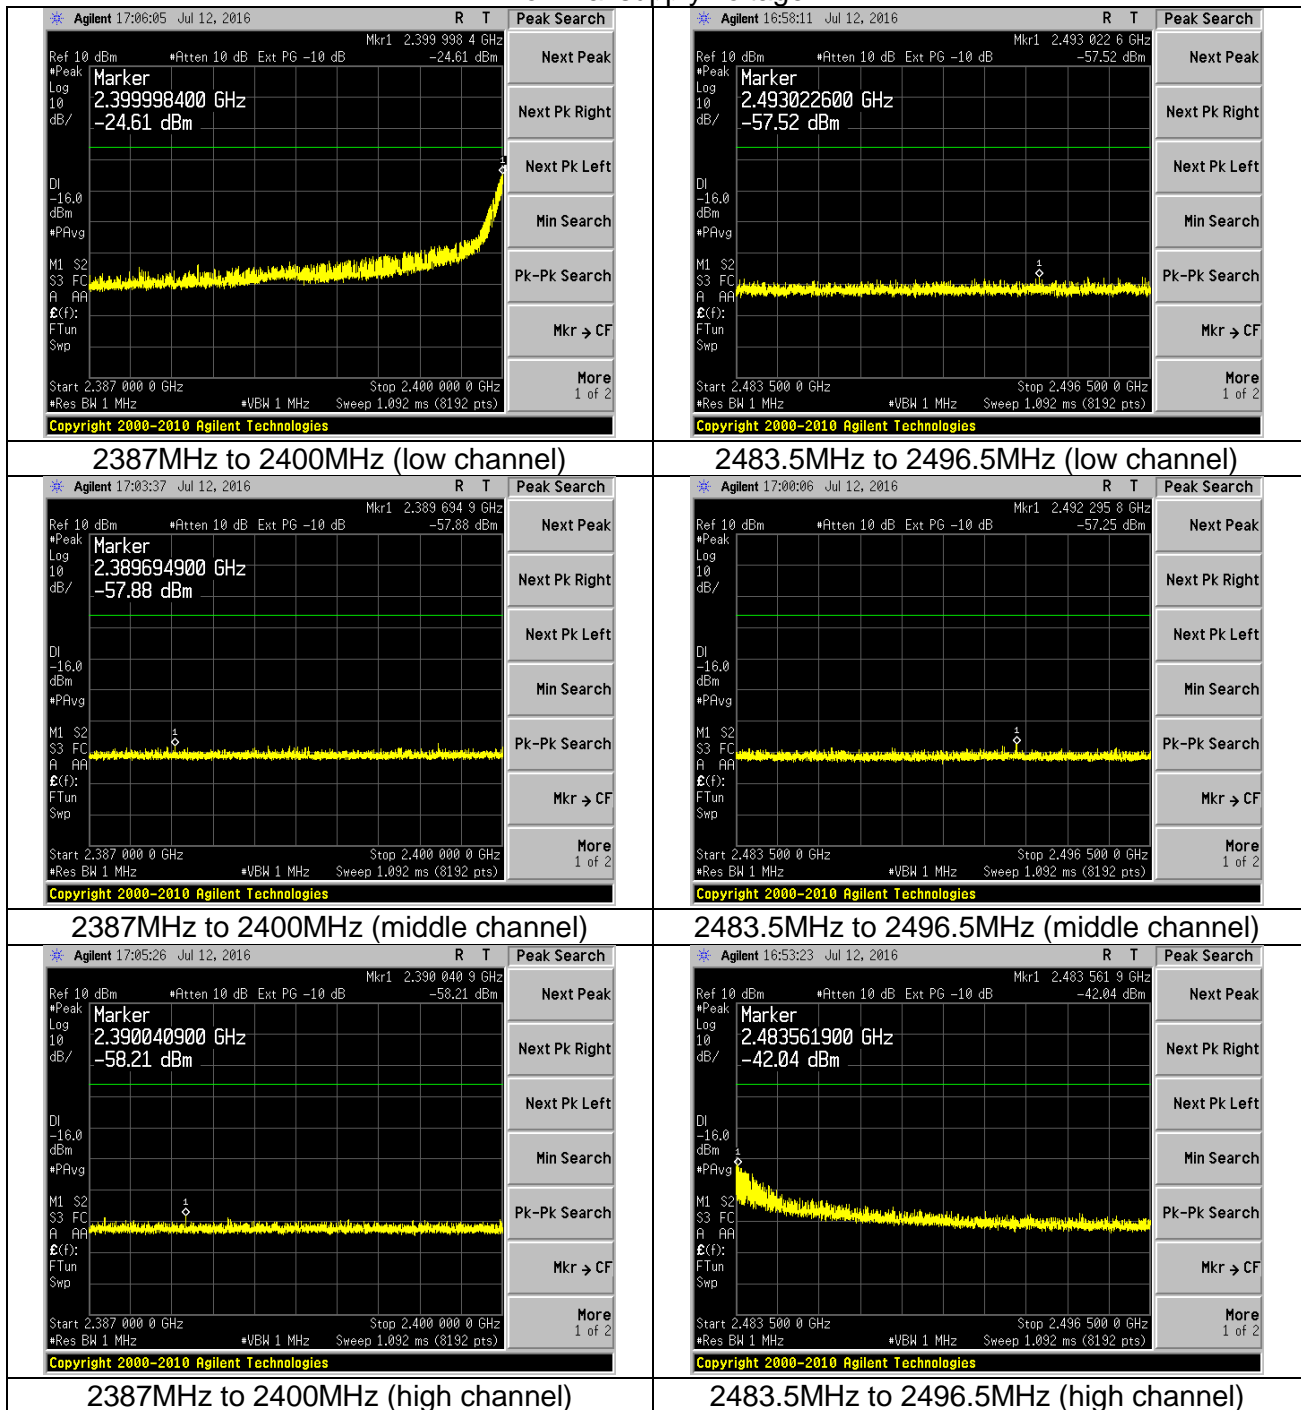 Agilent 17:06:05 Jul 12, 2016 R T Peak Search
Mkr1 2.399 998 4 GHz
Ref 10 dBm #Atten 10 dB Ext PG -10 dB -24.61 dBm
#Peak
Log
10
dB/
Marker
2.399998400 GHz
-24.61 dBm
1
DI
-16.0
dBm
#PAvg
M1 S2
S3 FC
A AA
£(f):
FTun
Swp
Start 2.387 000 0 GHz Stop 2.400 000 0 GHz
#Res BW 1 MHz #VBW 1 MHz Sweep 1.092 ms (8192 pts)
Copyright 2000-2010 Agilent Technologies
Next Peak
Next Pk Right
Next Pk Left
Min Search
Pk-Pk Search
Mkr → CF
More
1 of 2
Agilent 16:58:11 Jul 12, 2016 R T Peak Search
Mkr1 2.493 022 6 GHz
Ref 10 dBm #Atten 10 dB Ext PG -10 dB -57.52 dBm
#Peak
Log
10
dB/
Marker
2.493022600 GHz
-57.52 dBm
1
DI
-16.0
dBm
#PAvg
M1 S2
S3 FC
A AA
£(f):
FTun
Swp
Start 2.483 500 0 GHz Stop 2.496 500 0 GHz
#Res BW 1 MHz #VBW 1 MHz Sweep 1.092 ms (8192 pts)
Copyright 2000-2010 Agilent Technologies
Next Peak
Next Pk Right
Next Pk Left
Min Search
Pk-Pk Search
Mkr → CF
More
1 of 2
2387MHz to 2400MHz (low channel)
2483.5MHz to 2496.5MHz (low channel)
Agilent 17:03:37 Jul 12, 2016 R T Peak Search
Mkr1 2.389 694 9 GHz
Ref 10 dBm #Atten 10 dB Ext PG -10 dB -57.88 dBm
#Peak
Log
10
dB/
Marker
2.389694900 GHz
-57.88 dBm
1
DI
-16.0
dBm
#PAvg
M1 S2
S3 FC
A AA
£(f):
FTun
Swp
Start 2.387 000 0 GHz Stop 2.400 000 0 GHz
#Res BW 1 MHz #VBW 1 MHz Sweep 1.092 ms (8192 pts)
Copyright 2000-2010 Agilent Technologies
Next Peak
Next Pk Right
Next Pk Left
Min Search
Pk-Pk Search
Mkr → CF
More
1 of 2
Agilent 17:00:06 Jul 12, 2016 R T Peak Search
Mkr1 2.492 295 8 GHz
Ref 10 dBm #Atten 10 dB Ext PG -10 dB -57.25 dBm
#Peak
Log
10
dB/
1
DI
-16.0
dBm
#PAvg
M1 S2
S3 FC
A AA
£(f):
FTun
Swp
Start 2.483 500 0 GHz Stop 2.496 500 0 GHz
#Res BW 1 MHz #VBW 1 MHz Sweep 1.092 ms (8192 pts)
Copyright 2000-2010 Agilent Technologies
Next Peak
Next Pk Right
Next Pk Left
Min Search
Pk-Pk Search
Mkr → CF
More
1 of 2
2387MHz to 2400MHz (middle channel)
2483.5MHz to 2496.5MHz (middle channel)
Agilent 17:05:26 Jul 12, 2016 R T Peak Search
Mkr1 2.390 040 9 GHz
Ref 10 dBm #Atten 10 dB Ext PG -10 dB -58.21 dBm
#Peak
Log
10
dB/
Marker
2.390040900 GHz
-58.21 dBm
1
DI
-16.0
dBm
#PAvg
M1 S2
S3 FC
A AA
£(f):
FTun
Swp
Start 2.387 000 0 GHz Stop 2.400 000 0 GHz
#Res BW 1 MHz #VBW 1 MHz Sweep 1.092 ms (8192 pts)
Copyright 2000-2010 Agilent Technologies
Next Peak
Next Pk Right
Next Pk Left
Min Search
Pk-Pk Search
Mkr → CF
More
1 of 2
Agilent 16:53:23 Jul 12, 2016 R T Peak Search
Mkr1 2.483 561 9 GHz
Ref 10 dBm #Atten 10 dB Ext PG -10 dB -42.04 dBm
#Peak
Log
10
dB/
Marker
2.483561900 GHz
-42.04 dBm
1
DI
-16.0
dBm
#PAvg
M1 S2
S3 FC
A AA
£(f):
FTun
Swp
Start 2.483 500 0 GHz Stop 2.496 500 0 GHz
#Res BW 1 MHz #VBW 1 MHz Sweep 1.092 ms (8192 pts)
Copyright 2000-2010 Agilent Technologies
Next Peak
Next Pk Right
Next Pk Left
Min Search
Pk-Pk Search
Mkr → CF
More
1 of 2
2387MHz to 2400MHz (high channel)
2483.5MHz to 2496.5MHz (high channel)